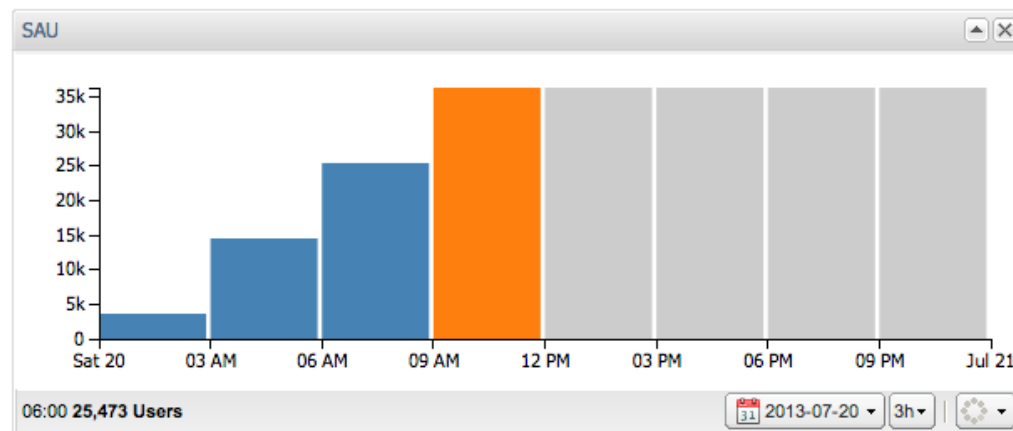 SAU
35k
30k
25k
20k
15k
10k
5k
0
Sat 20 03 AM 06 AM 09 AM 12 PM 03 PM 06 PM 09 PM Jul 21
06:00 25,473 Users 31 2013-07-20 3h